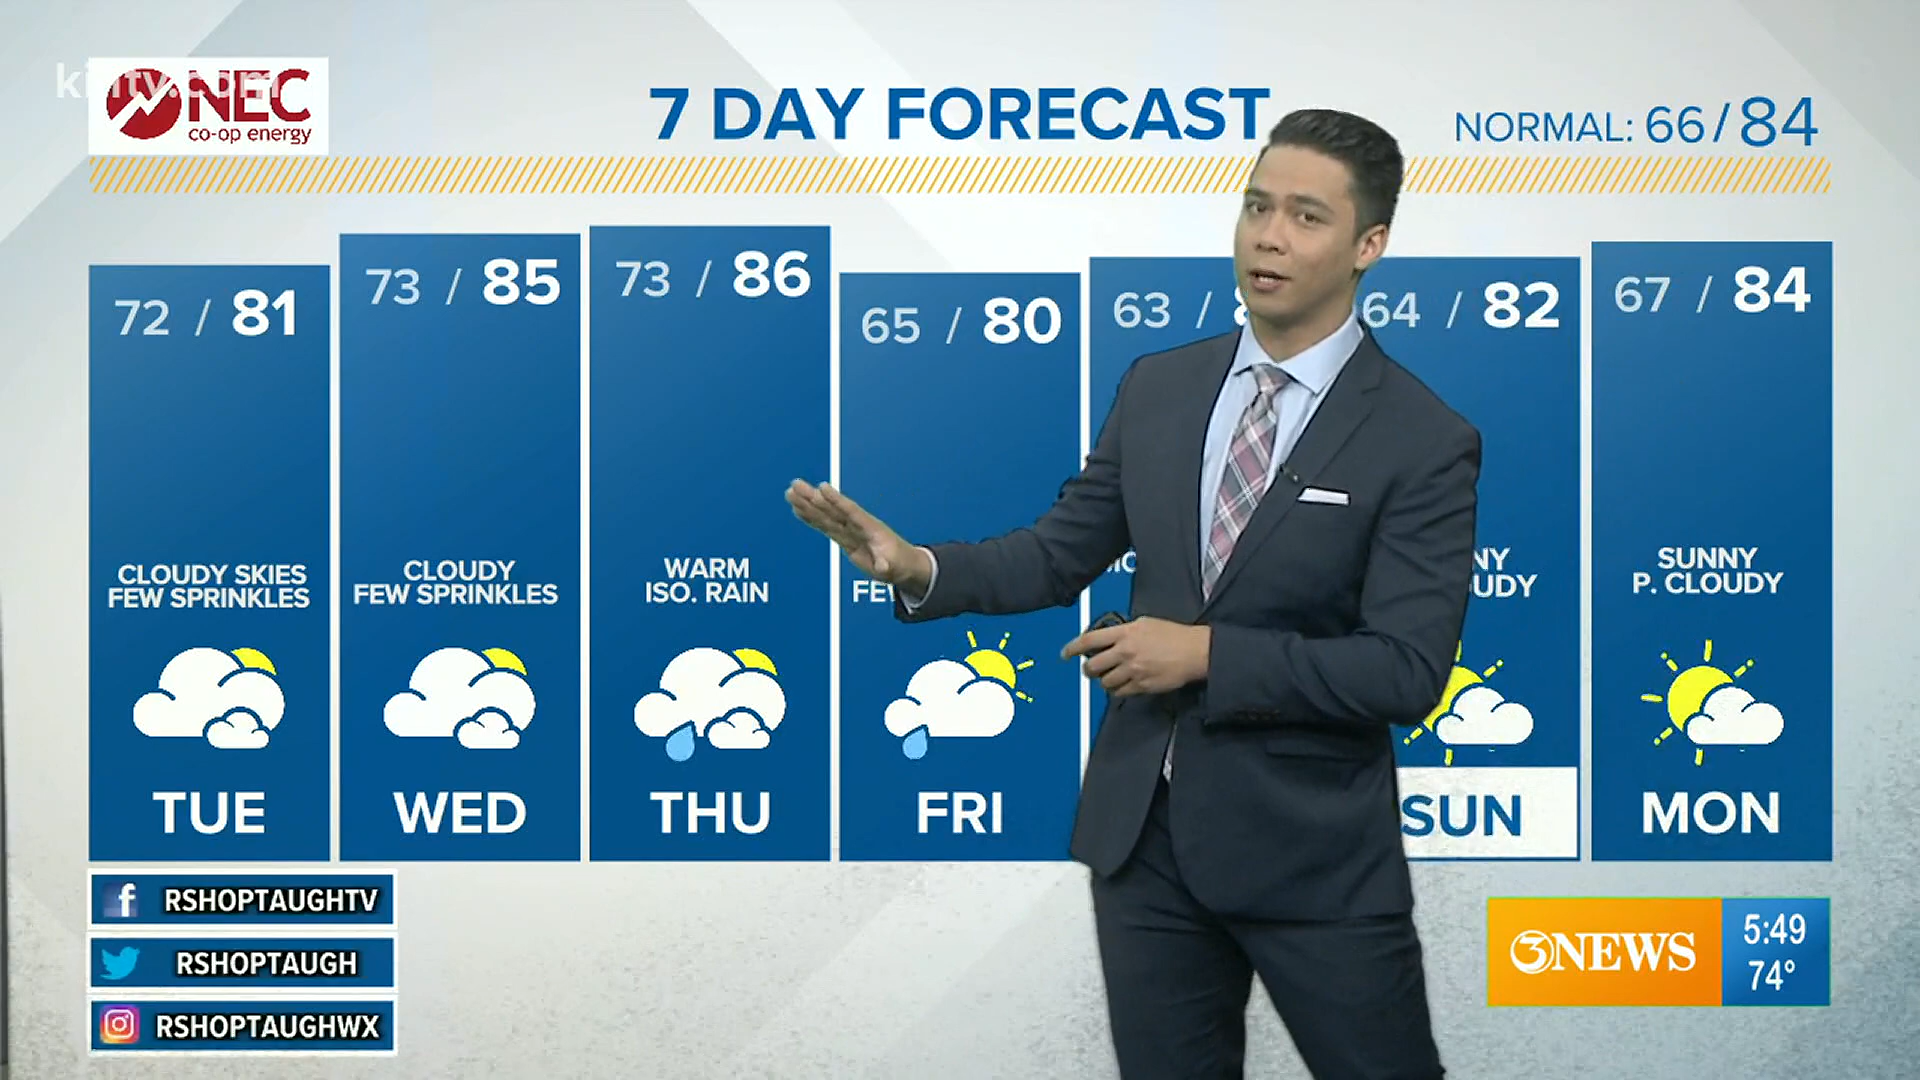 kiiitv.com
NEC
co-op energy
7 DAY FORECAST
NORMAL: 66/84
72 / 81
73 / 85
73 / 86
65 / 80
63 /
64 / 82
67 / 84
CLOUDY SKIES
FEW SPRINKLES
CLOUDY
FEW SPRINKLES
WARM
ISO. RAIN
SUNNY
P. CLOUDY
TUE
WED
THU
FRI
SUN
MON
RSHOPTAUGHTV
RSHOPTAUGH
RSHOPTAUGHWX
3NEWS
5:49
74°